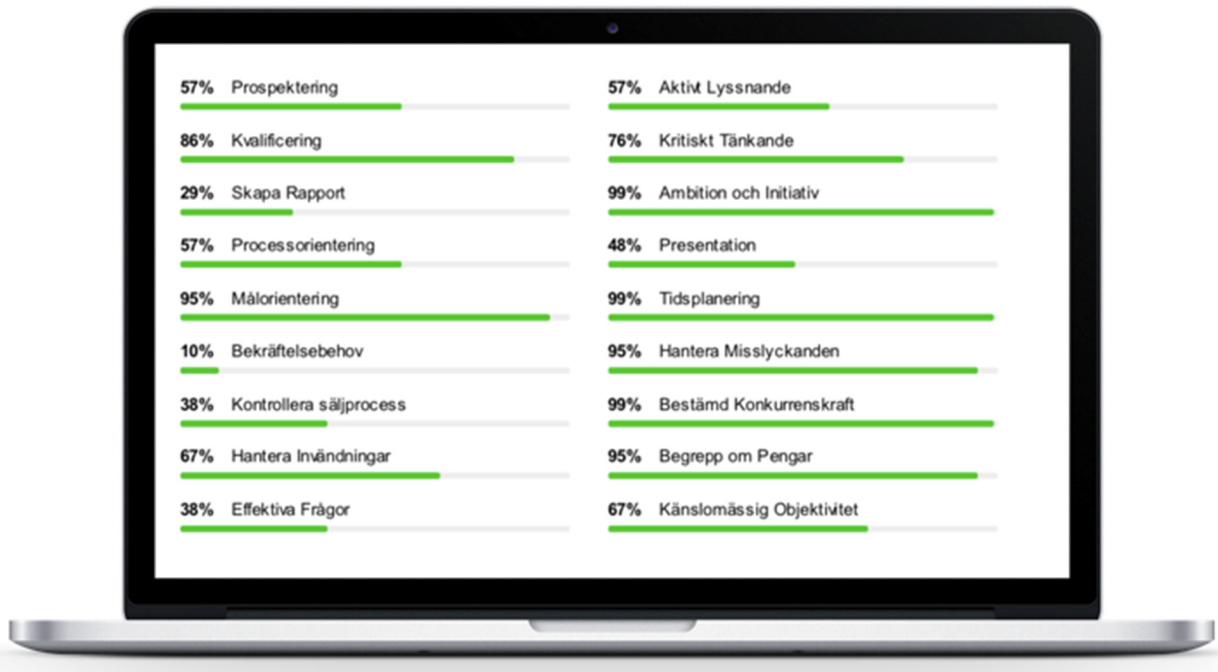 57% Prospektering
86% Kvalificering
29% Skapa Rapport
57% Processorientering
95% Målorientering
10% Bekräftelsebehov
38% Kontrollera säljprocess
67% Hantera Invändningar
38% Effektiva Frågor
57% Aktivt Lyssnande
76% Kritiskt Tänkande
99% Ambition och Initiativ
48% Presentation
99% Tidsplanering
95% Hantera Misslyckanden
99% Bestämd Konkurrenskraft
95% Begrepp om Pengar
67% Känslomässig Objektivitet